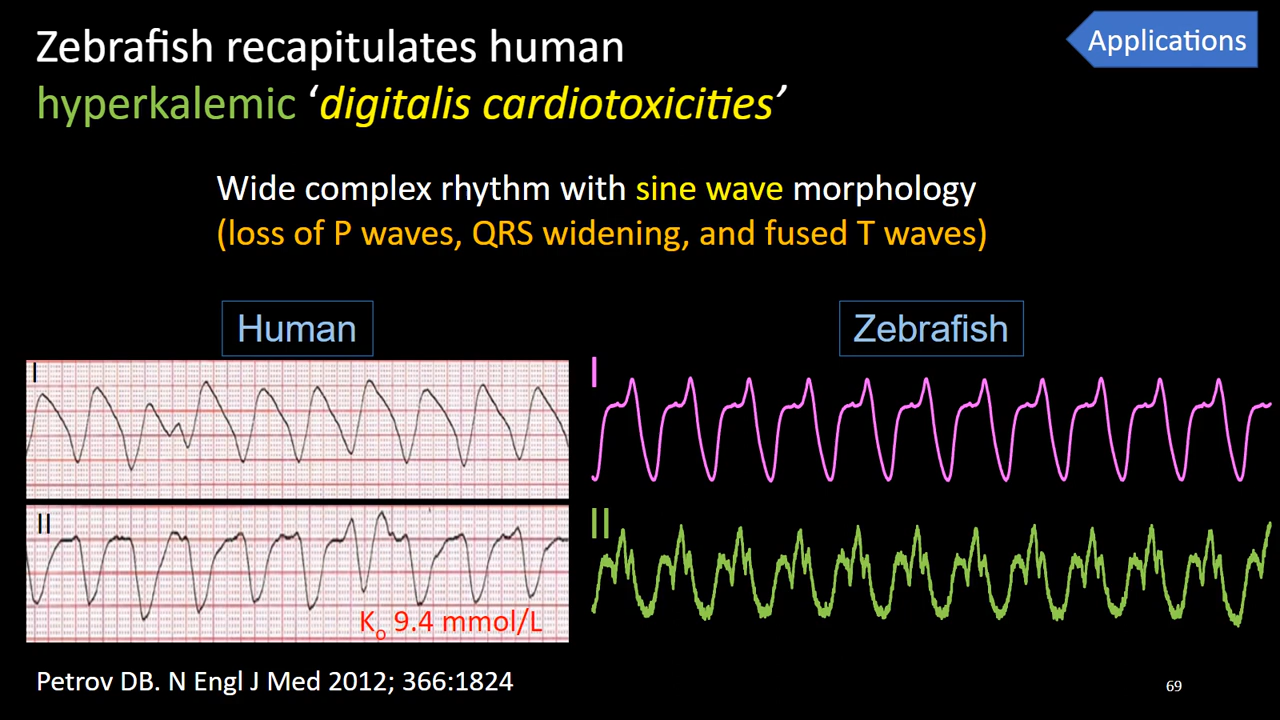 Zebrafish recapitulates human
Applications
hyperkalemic ‘digitalis cardiotoxicities’
Wide complex rhythm with sine wave morphology
(loss of P waves, QRS widening, and fused T waves)
Human
Zebrafish
I
I
II
II
Ko 9.4 mmol/L
Petrov DB. N Engl J Med 2012; 366:1824
69